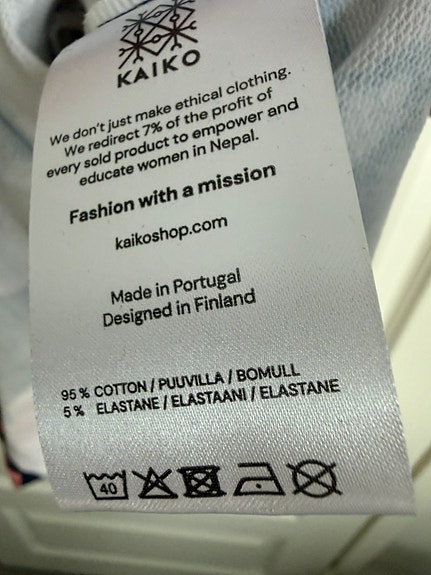 KAIKO
We don't just make ethical clothing.
We redirect 7% of the profit of
every sold product to empower and
educate women in Nepal.
Fashion with a mission
kaikoshop.com
Made in Portugal
Designed in Finland
95 % COTTON / PUUVILLA / BOMULL
5 % ELASTANE / ELASTAANI / ELASTANE
40